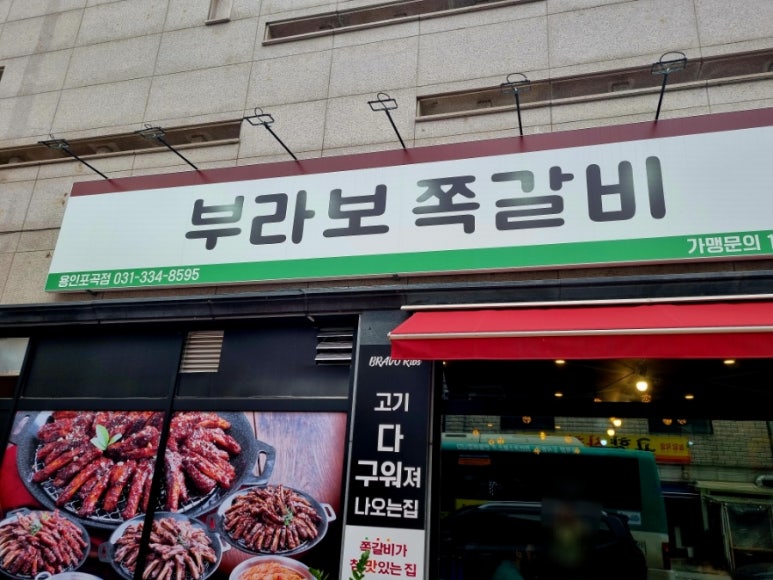 부라보 쪽갈비
용인포곡점 031-334-8595
가맹문의 1
BRAVO Ribs
고기
다
구워져
나오는집
쪽갈비가
참 맛있는 집